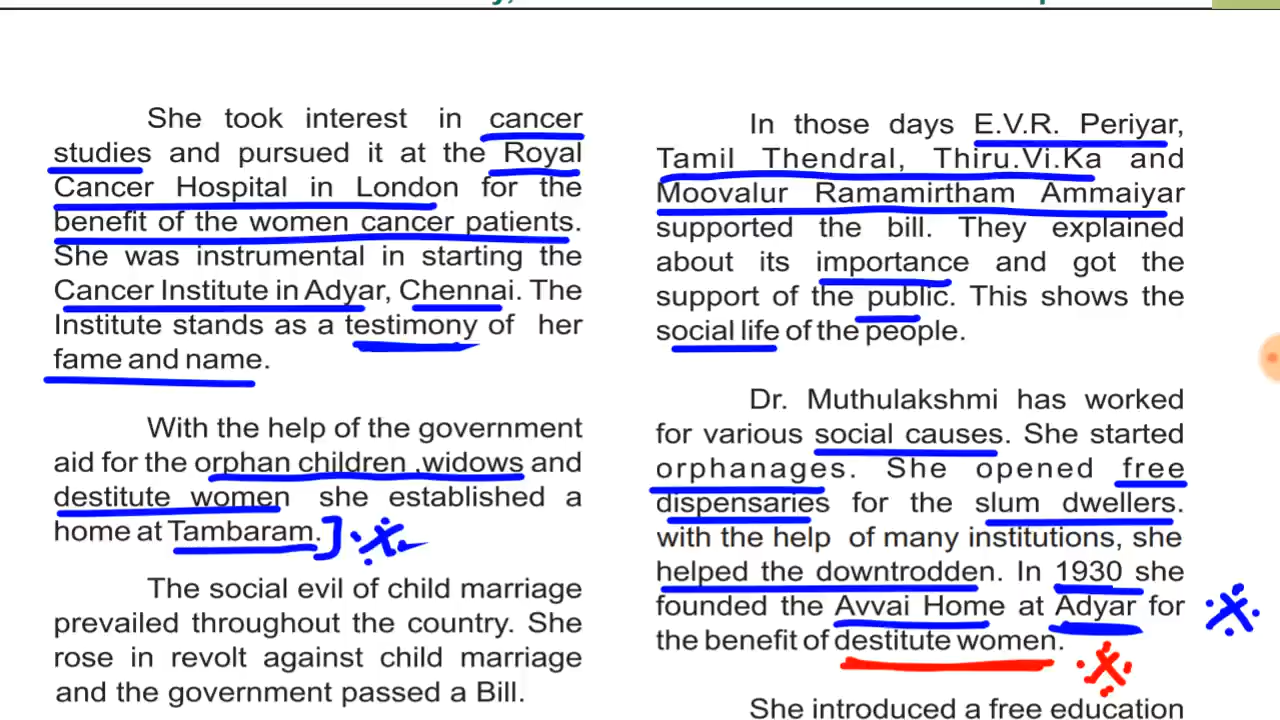 She took interest in cancer
studies and pursued it at the Royal
Cancer Hospital in London for the
benefit of the women cancer patients.
She was instrumental in starting the
Cancer Institute in Adyar, Chennai. The
Institute stands as a testimony of her
fame and name.
With the help of the government
aid for the orphan children ,widows and
destitute women she established a
home at Tambaram.
The social evil of child marriage
prevailed throughout the country. She
rose in revolt against child marriage
and the government passed a Bill.
In those days E.V.R. Periyar,
Tamil Thendral, Thiru.Vi.Ka and
Moovalur Ramamirtham Ammaiyar
supported the bill. They explained
about its importance and got the
support of the public. This shows the
social life of the people.
Dr. Muthulakshmi has worked
for various social causes. She started
orphanages. She opened free
dispensaries for the slum dwellers.
with the help of many institutions, she
helped the downtrodden. In 1930 she
founded the Avvai Home at Adyar for
the benefit of destitute women.
She introduced a free education